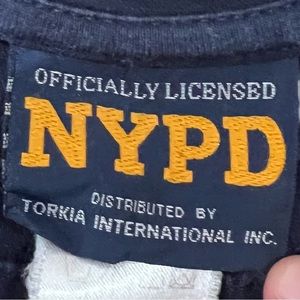 OFFICIALLY LICENSED
NYPD
DISTRIBUTED BY
TORKIA INTERNATIONAL INC.